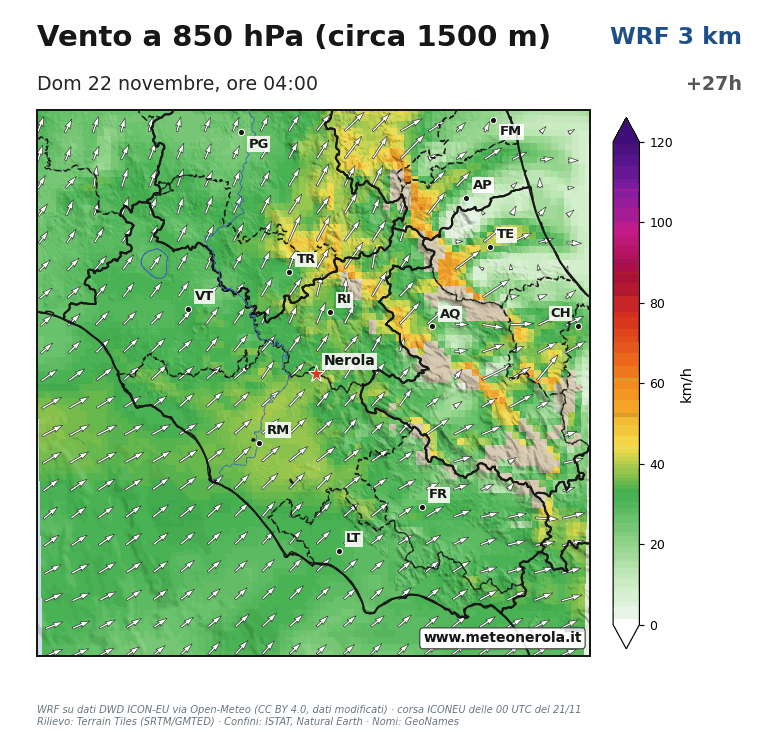 Vento a 850 hPa (circa 1500 m)
WRF 3 km
Dom 22 novembre, ore 04:00
+27h
FM
PG
AP
TE
TR
RI
VT
AQ
CH
Nerola
RM
FR
LT
www.meteonerola.it
120
100
80
60
40
20
0
km/h
WRF su dati DWD ICON-EU via Open-Meteo (CC BY 4.0, dati modificati) · corsa ICONEU delle 00 UTC del 21/11
Rilievo: Terrain Tiles (SRTM/GMTED) · Confini: ISTAT, Natural Earth · Nomi: GeoNames